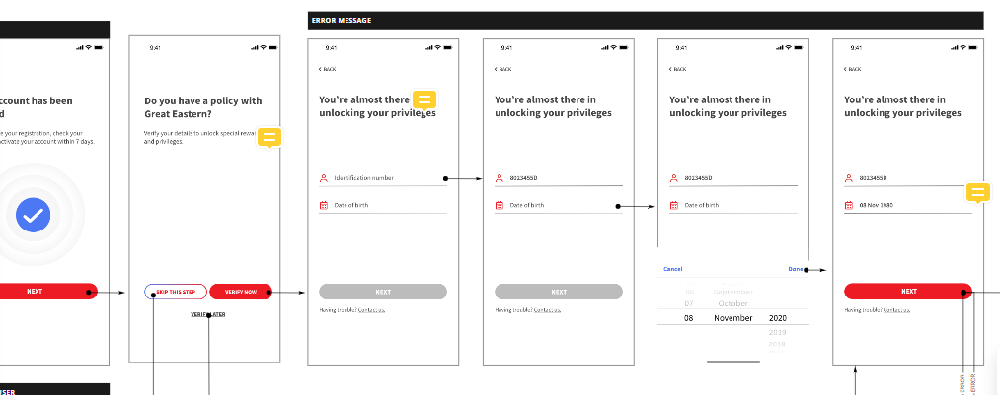 ERROR MESSAGE
ccount has been
d
e your registration, check your
ctivate your account within 7 days.
NEXT
SER
9:41
Do you have a policy with
Great Eastern?
Verify your details to unlock special rewa
and privileges.
SKIP THIS STEP
VERIFY NOW
VERIFY LATER
9:41
BACK
You're almost there
unlocking your privileges
Identification number
Date of birth
NEXT
Having trouble? Contact us.
9:41
BACK
You're almost there in
unlocking your privileges
8023455D
Date of birth
NEXT
Having trouble? Contact us.
9:41
BACK
You're almost there in
unlocking your privileges
8023455D
Date of birth
Cancel
Done
06 September
07 October
08 November 2020
2019
2018
9:41
BACK
You're almost there in
unlocking your privileges
8023455D
08 Nov 1980
NEXT
Having trouble? Contact us.
ERROR
ERROR